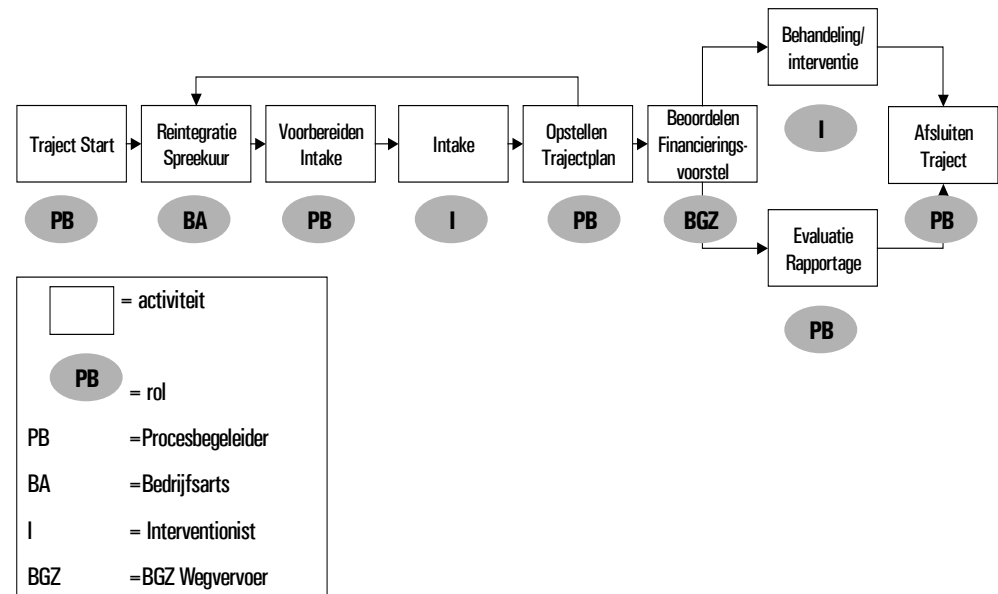 Behandeling/
interventie
Traject Start
Reintegratie
Spreekuur
Voorbereiden
Intake
Intake
Opstellen
Trajectplan
Beoordelen
Financierings-
voorstel
I
Afsluiten
Traject
PB
BA
PB
I
PB
BGZ
PB
Evaluatie
Rapportage
PB
= activiteit
PB
= rol
PB =Procesbegeleider
BA =Bedrijfsarts
I = Interventionist
BGZ =BGZ Wegvervoer